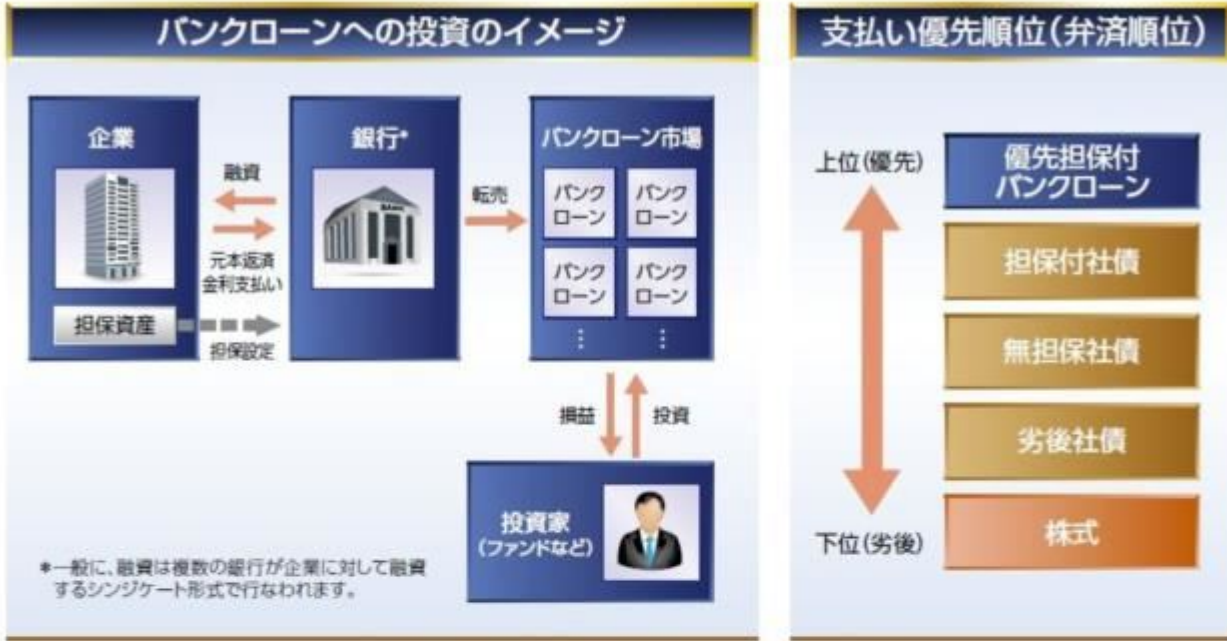 バンクローンへの投資のイメージ
企業
融資
元本返済
金利支払い
担保資産
担保設定
銀行*
BANK
転売
バンクローン市場
バンク
ローン
バンク
ローン
バンク
ローン
バンク
ローン
⋮
⋮
損益
投資
投資家
(ファンドなど)
*一般に、融資は複数の銀行が企業に対して融資
するシンジケート形式で行なわれます。
支払い優先順位(弁済順位)
上位(優先)
下位(劣後)
優先担保付
バンクローン
担保付社債
無担保社債
劣後社債
株式